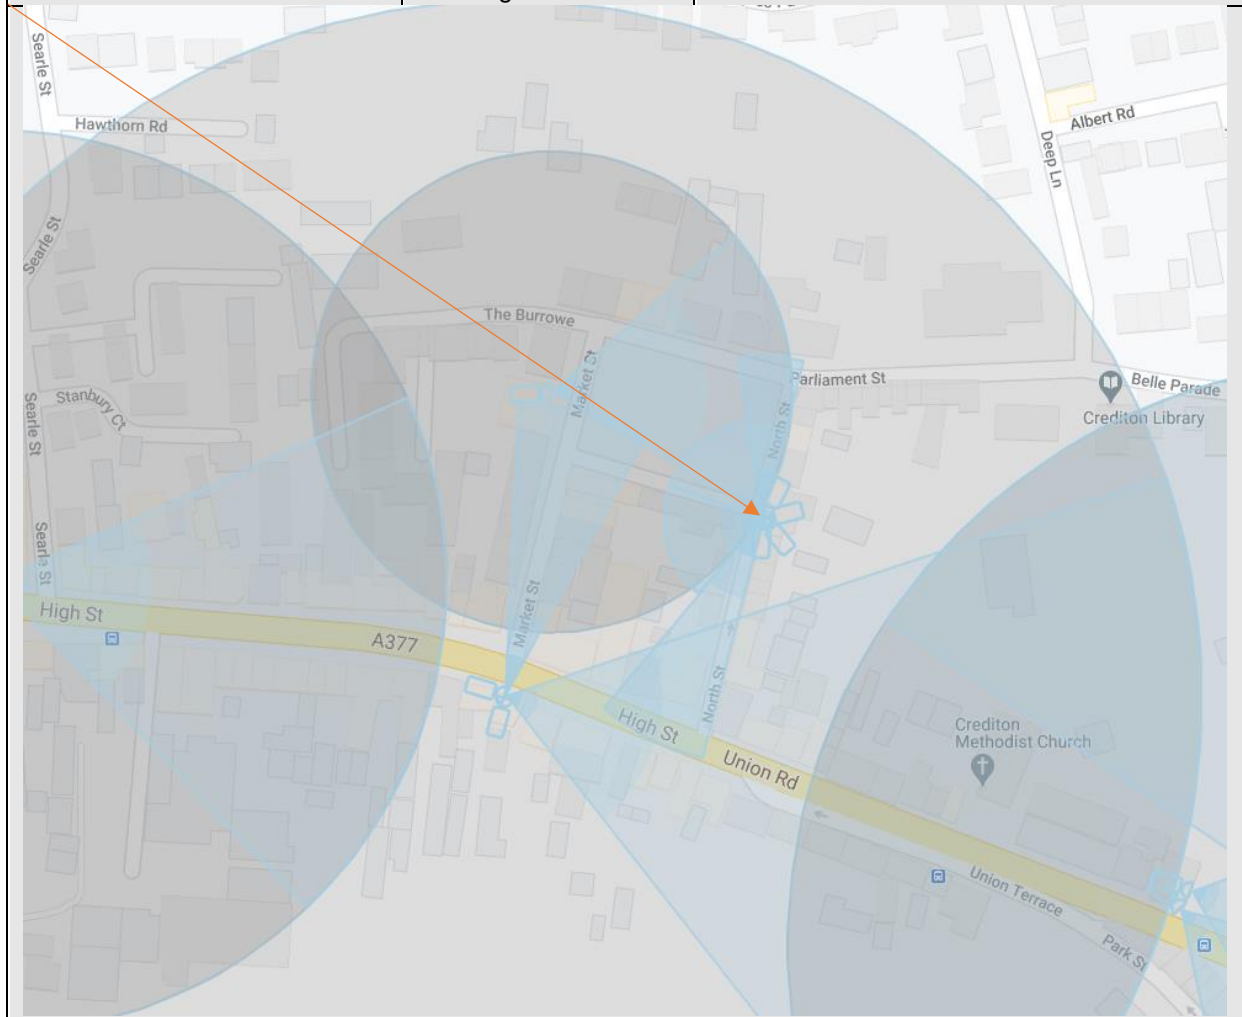 Searle St
Hawthorn Rd
Albert Rd
Deep Ln
Searle St
The Burrowe
Market St
Parliament St
Belle Parade
Crediton Library
Stanbury Ct
Searle St
North St
Searle St
High St
A377
Market St
North St
High St
Union Rd
Crediton
Methodist Church
Union Terrace
Park St